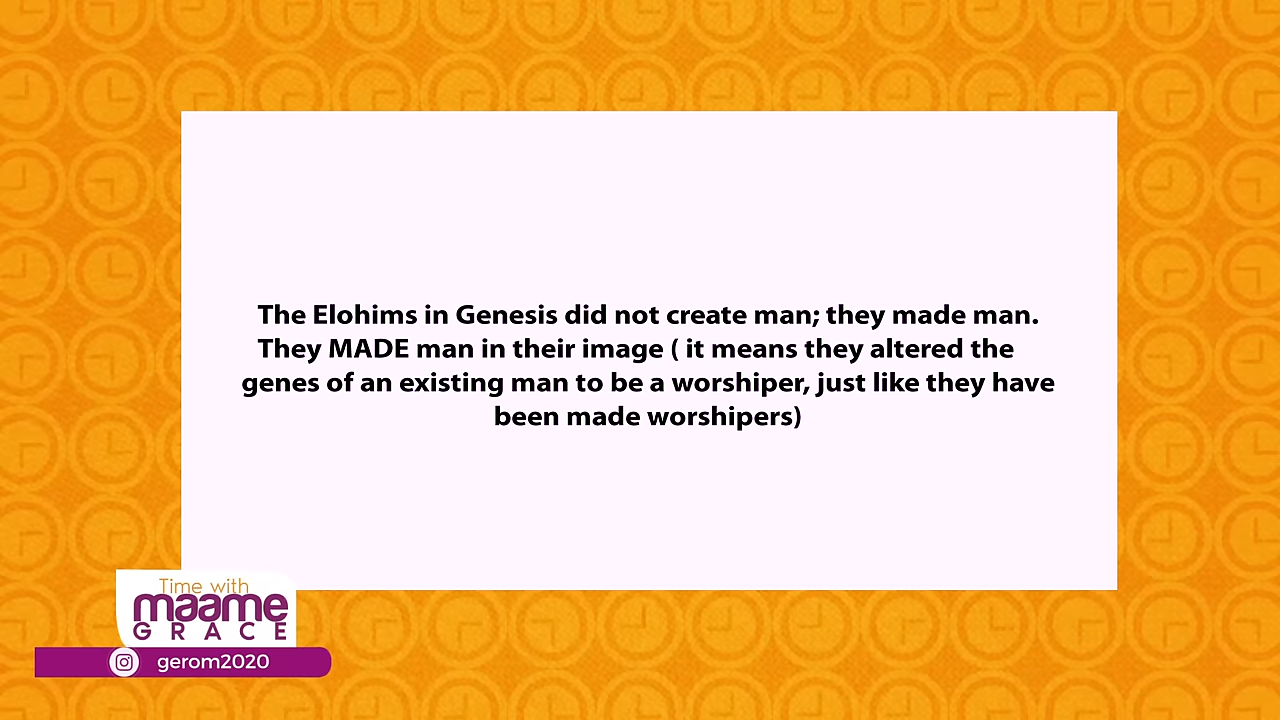 The Elohims in Genesis did not create man; they made man.
They MADE man in their image ( it means they altered the
genes of an existing man to be a worshiper, just like they have
been made worshipers)
Time with
maame
GRACE
gerom2020